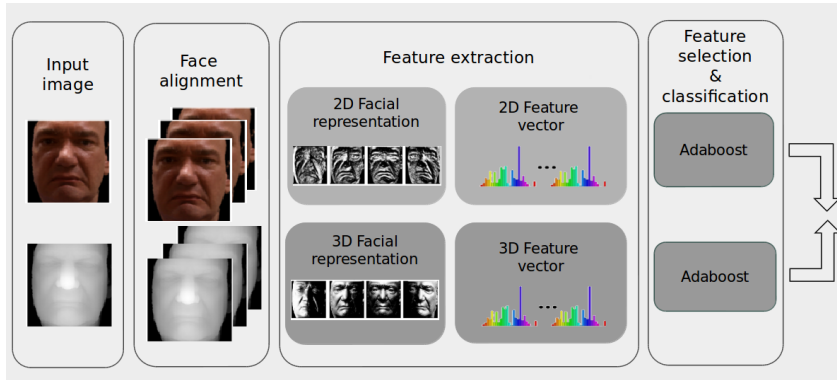 Input
image
Face
alignment
Feature extraction
2D Facial
representation
2D Feature
vector
3D Facial
representation
3D Feature
vector
Feature
selection
&
classification
Adaboost
Adaboost